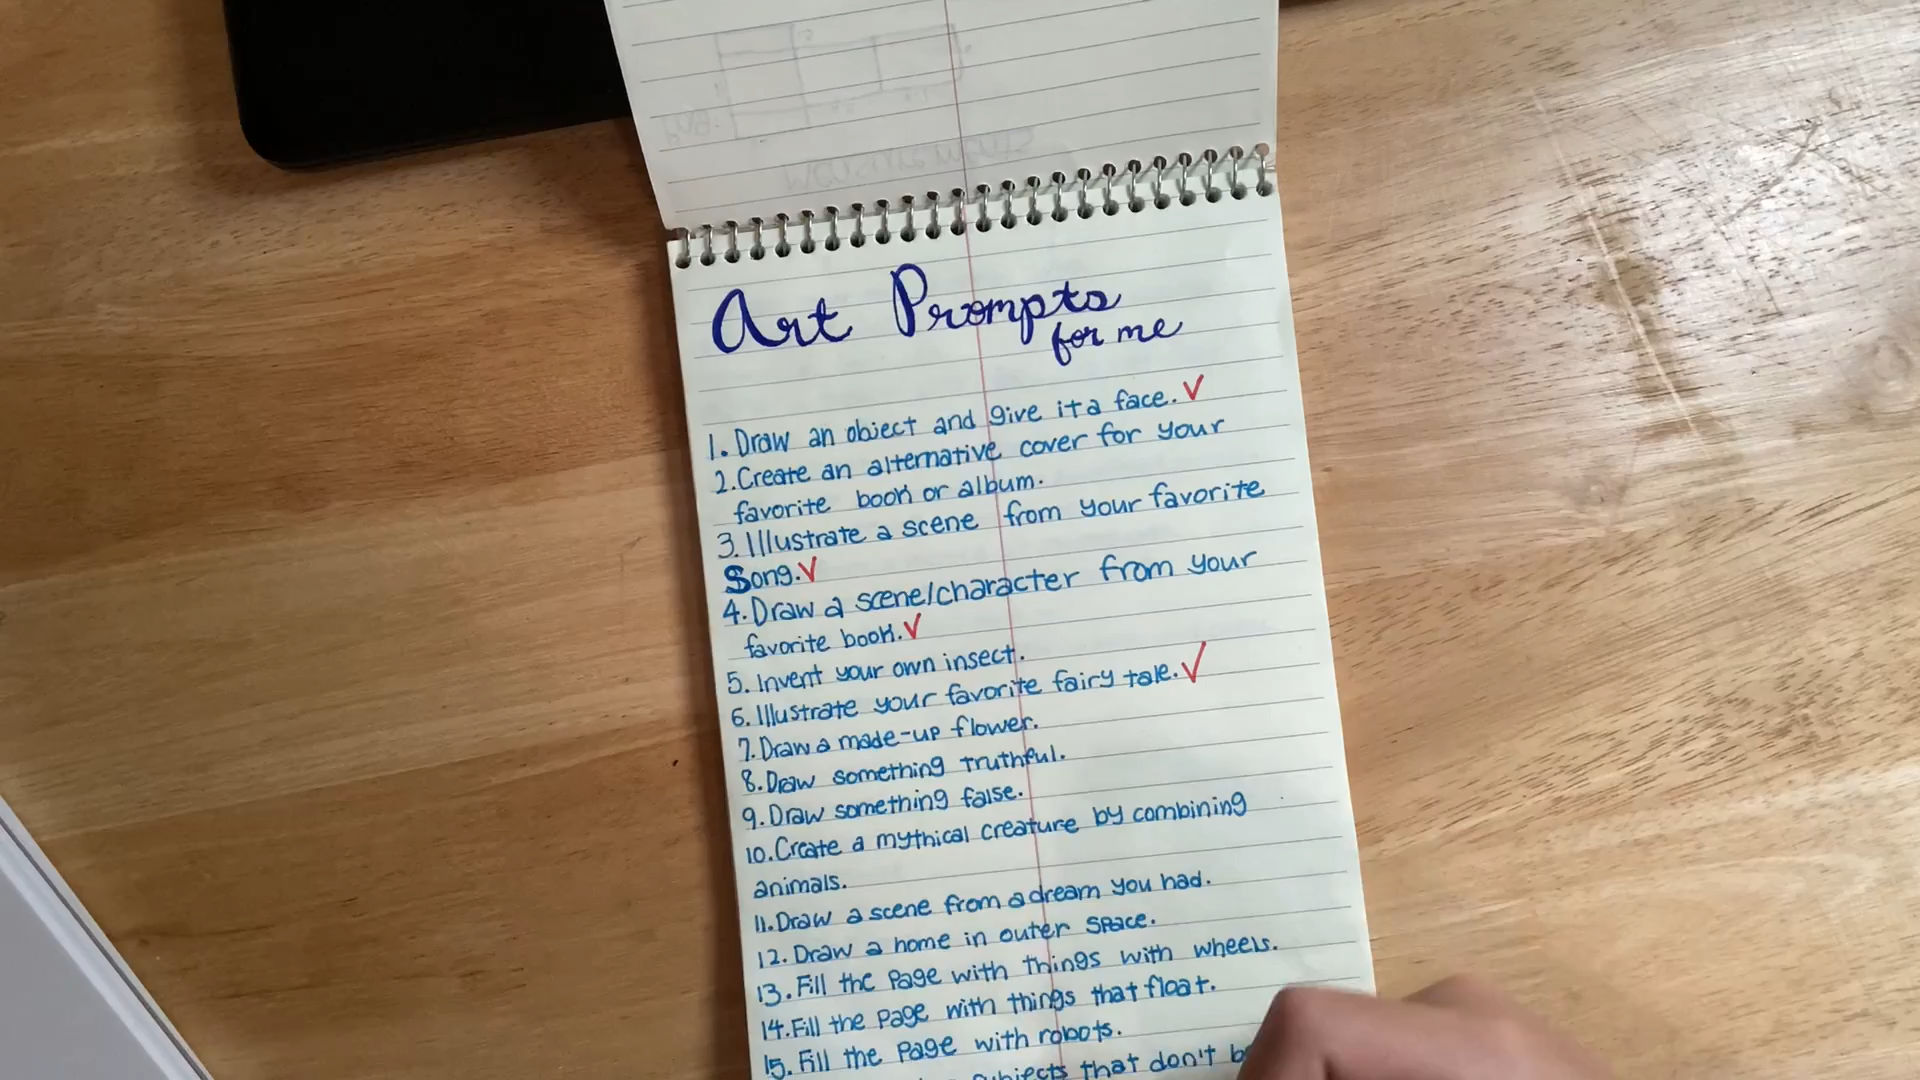 Art Prompts
for me
1. Draw an object and give it a face. ✓
2. Create an alternative cover for your
favorite book or album.
3. Illustrate a scene from your favorite
Song. ✓
4. Draw a scene/character from your
favorite book. ✓
5. Invent your own insect.
6. Illustrate your favorite fairy tale. ✓
7. Draw a made-up flower.
8. Draw something truthful.
9. Draw something false.
10. Create a mythical creature by combining
animals.
11. Draw a scene from a dream you had.
12. Draw a home in outer space.
13. Fill the page with things with wheels.
14. Fill the page with things that float.
15. Fill the page with robots.
subjects that don't